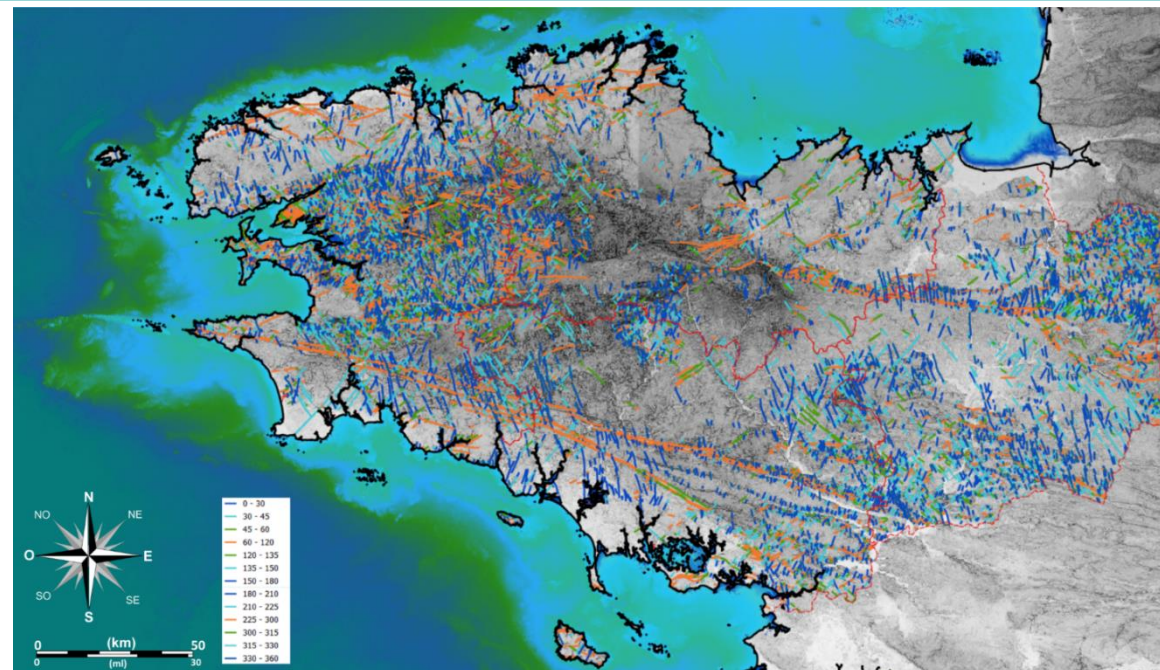 N
NO NE
O E
SO SE
S
0 (km) 50
(ml) 30
0 - 30
30 - 45
45 - 60
60 - 120
120 - 135
135 - 150
150 - 180
180 - 210
210 - 225
225 - 300
300 - 315
315 - 330
330 - 360